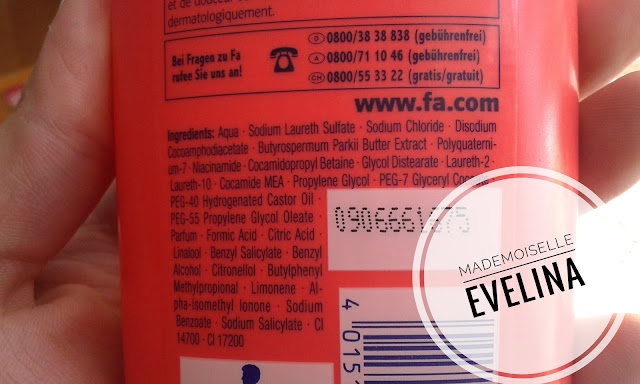 et de douceur
dermatologiquement.
D 0800/38 38 838 (gebührenfrei)
Bei Fragen zu Fa
rufen Sie uns an!
A 0800/71 10 46 (gebührenfrei)
CH 0800/55 33 22 (gratis/gratuit)
www.fa.com
Ingredients: Aqua · Sodium Laureth Sulfate · Sodium Chloride · Disodium
Cocoamphodiacetate · Butyrospermum Parkii Butter Extract · Polyquaterni-
um-7 · Niacinamide · Cocamidopropyl Betaine · Glycol Distearate · Laureth-2 ·
Laureth-10 · Cocamide MEA · Propylene Glycol · PEG-7 Glyceryl
PEG-40 Hydrogenated Castor Oil ·
PEG-55 Propylene Glycol Oleate ·
Parfum · Formic Acid · Citric Acid ·
Linalool · Benzyl Salicylate · Benzyl
Alcohol · Citronellol · Butylphenyl
Methylpropional · Limonene · Al-
pha-isomethyl Ionone · Sodium
Benzoate · Sodium Salicylate · CI
14700 · CI 17200
0906661675
4 015
MADEMOISELLE
EVELINA